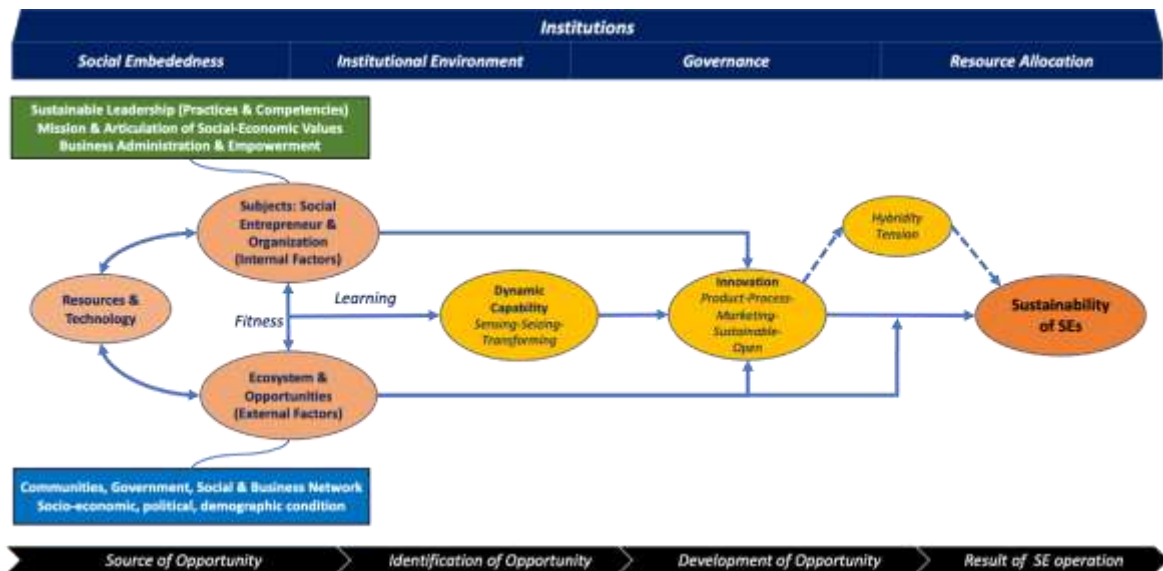 Institutions
Social Embededness
Institutional Environment
Governance
Resource Allocation
Sustainable Leadership (Practices & Competencies)
Mission & Articulation of Social-Economic Values
Business Administration & Empowerment
Subjects: Social
Entrepreneur &
Organization
(Internal Factors)
Hybridity
Tension
Resources &
Technology
Learning
Fitness
Dynamic
Capability
Sensing-Seizing-
Transforming
Innovation
Product-Process-
Marketing-
Sustainable-
Open
Sustainability
of SEs
Ecosystem &
Opportunities
(External Factors)
Communities, Government, Social & Business Network
Socio-economic, political, demographic condition
Source of Opportunity
Identification of Opportunity
Development of Opportunity
Result of SE operation